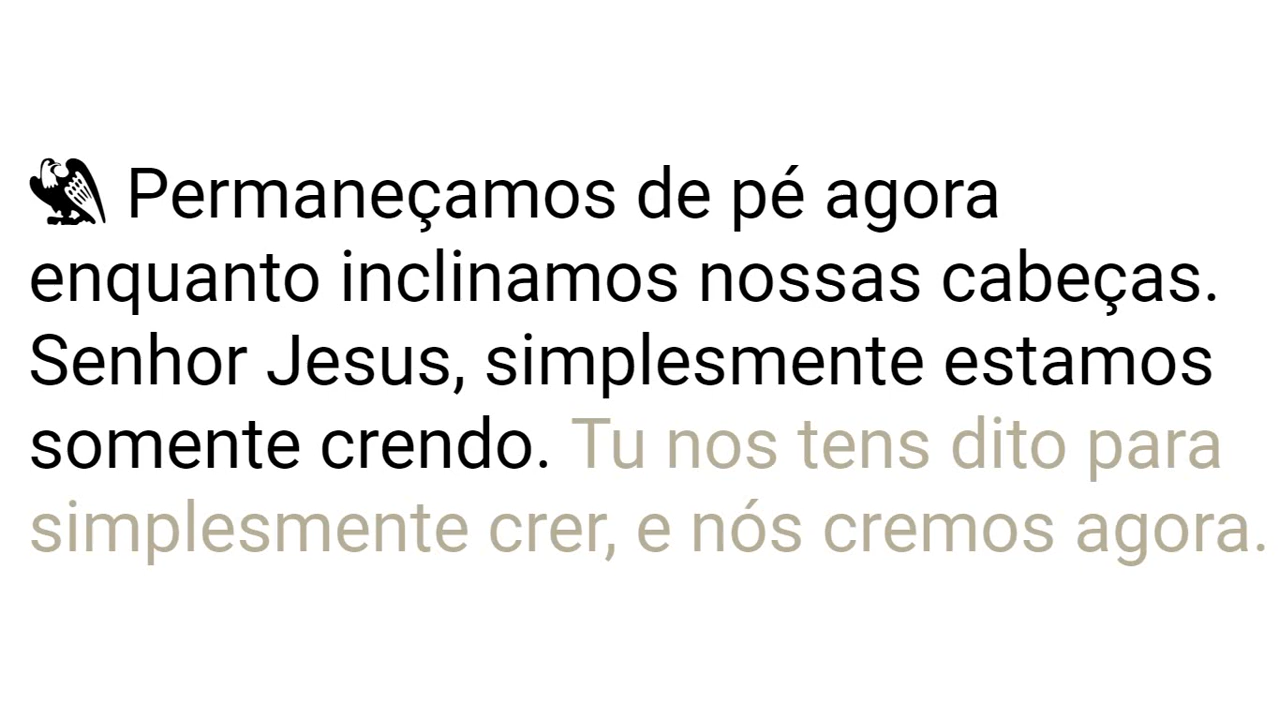 Permaneçamos de pé agora
enquanto inclinamos nossas cabeças.
Senhor Jesus, simplesmente estamos
somente crendo. Tu nos tens dito para
simplesmente crer, e nós cremos agora.